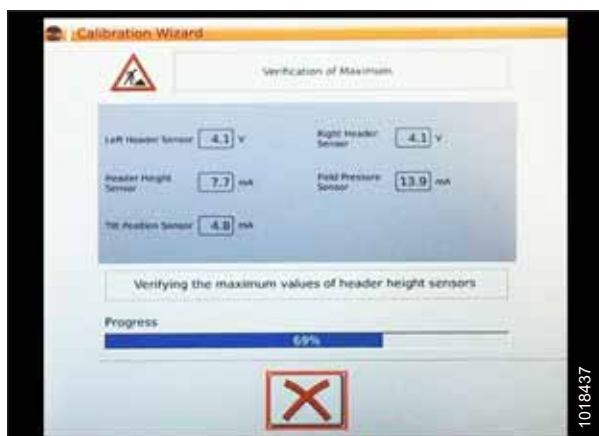 Calibration Wizard
Verification of Maximum
Left Header Sensor 4.1 V
Right Header Sensor 4.1 V
Header Height Sensor 7.7 mA
Field Pressure Sensor 13.9 mA
Tilt Position Sensor 4.8 mA
Verifying the maximum values of header height sensors
Progress
69%
1018437